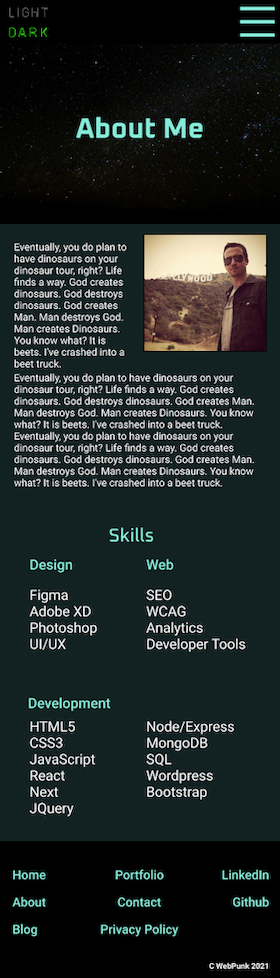 LIGHT
DARK
About Me
Eventually, you do plan to
have dinosaurs on your
dinosaur tour, right? Life
finds a way. God creates
dinosaurs. God destroys
dinosaurs. God creates
Man. Man destroys God.
Man creates Dinosaurs.
You know what? It is
beets. I've crashed into a
beet truck.
LLYWOOD
Eventually, you do plan to have dinosaurs on your
dinosaur tour, right? Life finds a way. God creates
dinosaurs. God destroys dinosaurs. God creates Man.
Man destroys God. Man creates Dinosaurs. You know
what? It is beets. I've crashed into a beet truck.
Eventually, you do plan to have dinosaurs on your
dinosaur tour, right? Life finds a way. God creates
dinosaurs. God destroys dinosaurs. God creates Man.
Man destroys God. Man creates Dinosaurs. You know
what? It is beets. I've crashed into a beet truck.
Skills
Design
Figma
Adobe XD
Photoshop
UI/UX
Web
SEO
WCAG
Analytics
Developer Tools
Development
HTML5
CSS3
JavaScript
React
Next
JQuery
Node/Express
MongoDB
SQL
Wordpress
Bootstrap
Home Portfolio LinkedIn
About Contact Github
Blog Privacy Policy
C WebPunk 2021